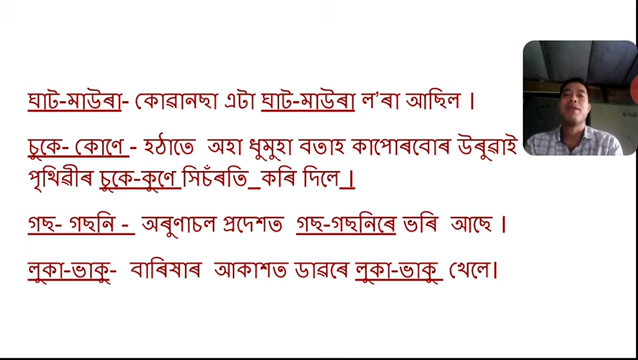 ঘাট-মাউৰা- কোৱানছা এটা ঘাট-মাউৰা ল’ৰা আছিল ।
চুকে- কোণে - হঠাতে অহা ধুমুহা বতাহ কাপোৰবোৰ উৰুৱাই
পৃথিৱীৰ চুকে-কুণে সিচঁৰতি কৰি দিলে ।
গছ- গছনি - অৰুণাচল প্ৰদেশত গছ-গছনিৰে ভৰি আছে ।
লুকা-ভাকু- বাৰিষাৰ আকাশত ডাৱৰে লুকা-ভাকু খেলে।